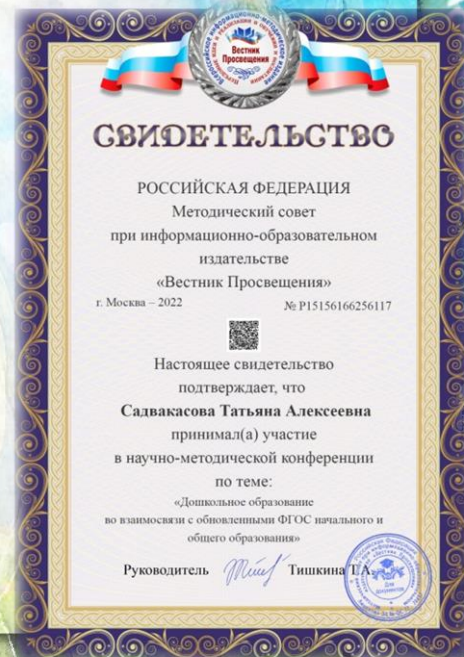 Вестник
Просвещения
СВИДЕТЕЛЬСТВО
РОССИЙСКАЯ ФЕДЕРАЦИЯ
Методический совет
при информационно-образовательном
издательстве
«Вестник Просвещения»
г. Москва – 2022
№ Р15156166256117
Настоящее свидетельство
подтверждает, что
Садвакасова Татьяна Алексеевна
принимал(а) участие
в научно-методической конференции
по теме:
«Дошкольное образование
во взаимосвязи с обновленными ФГОС начального и
общего образования»
Руководитель Тишкина Т.А.
Для
документов